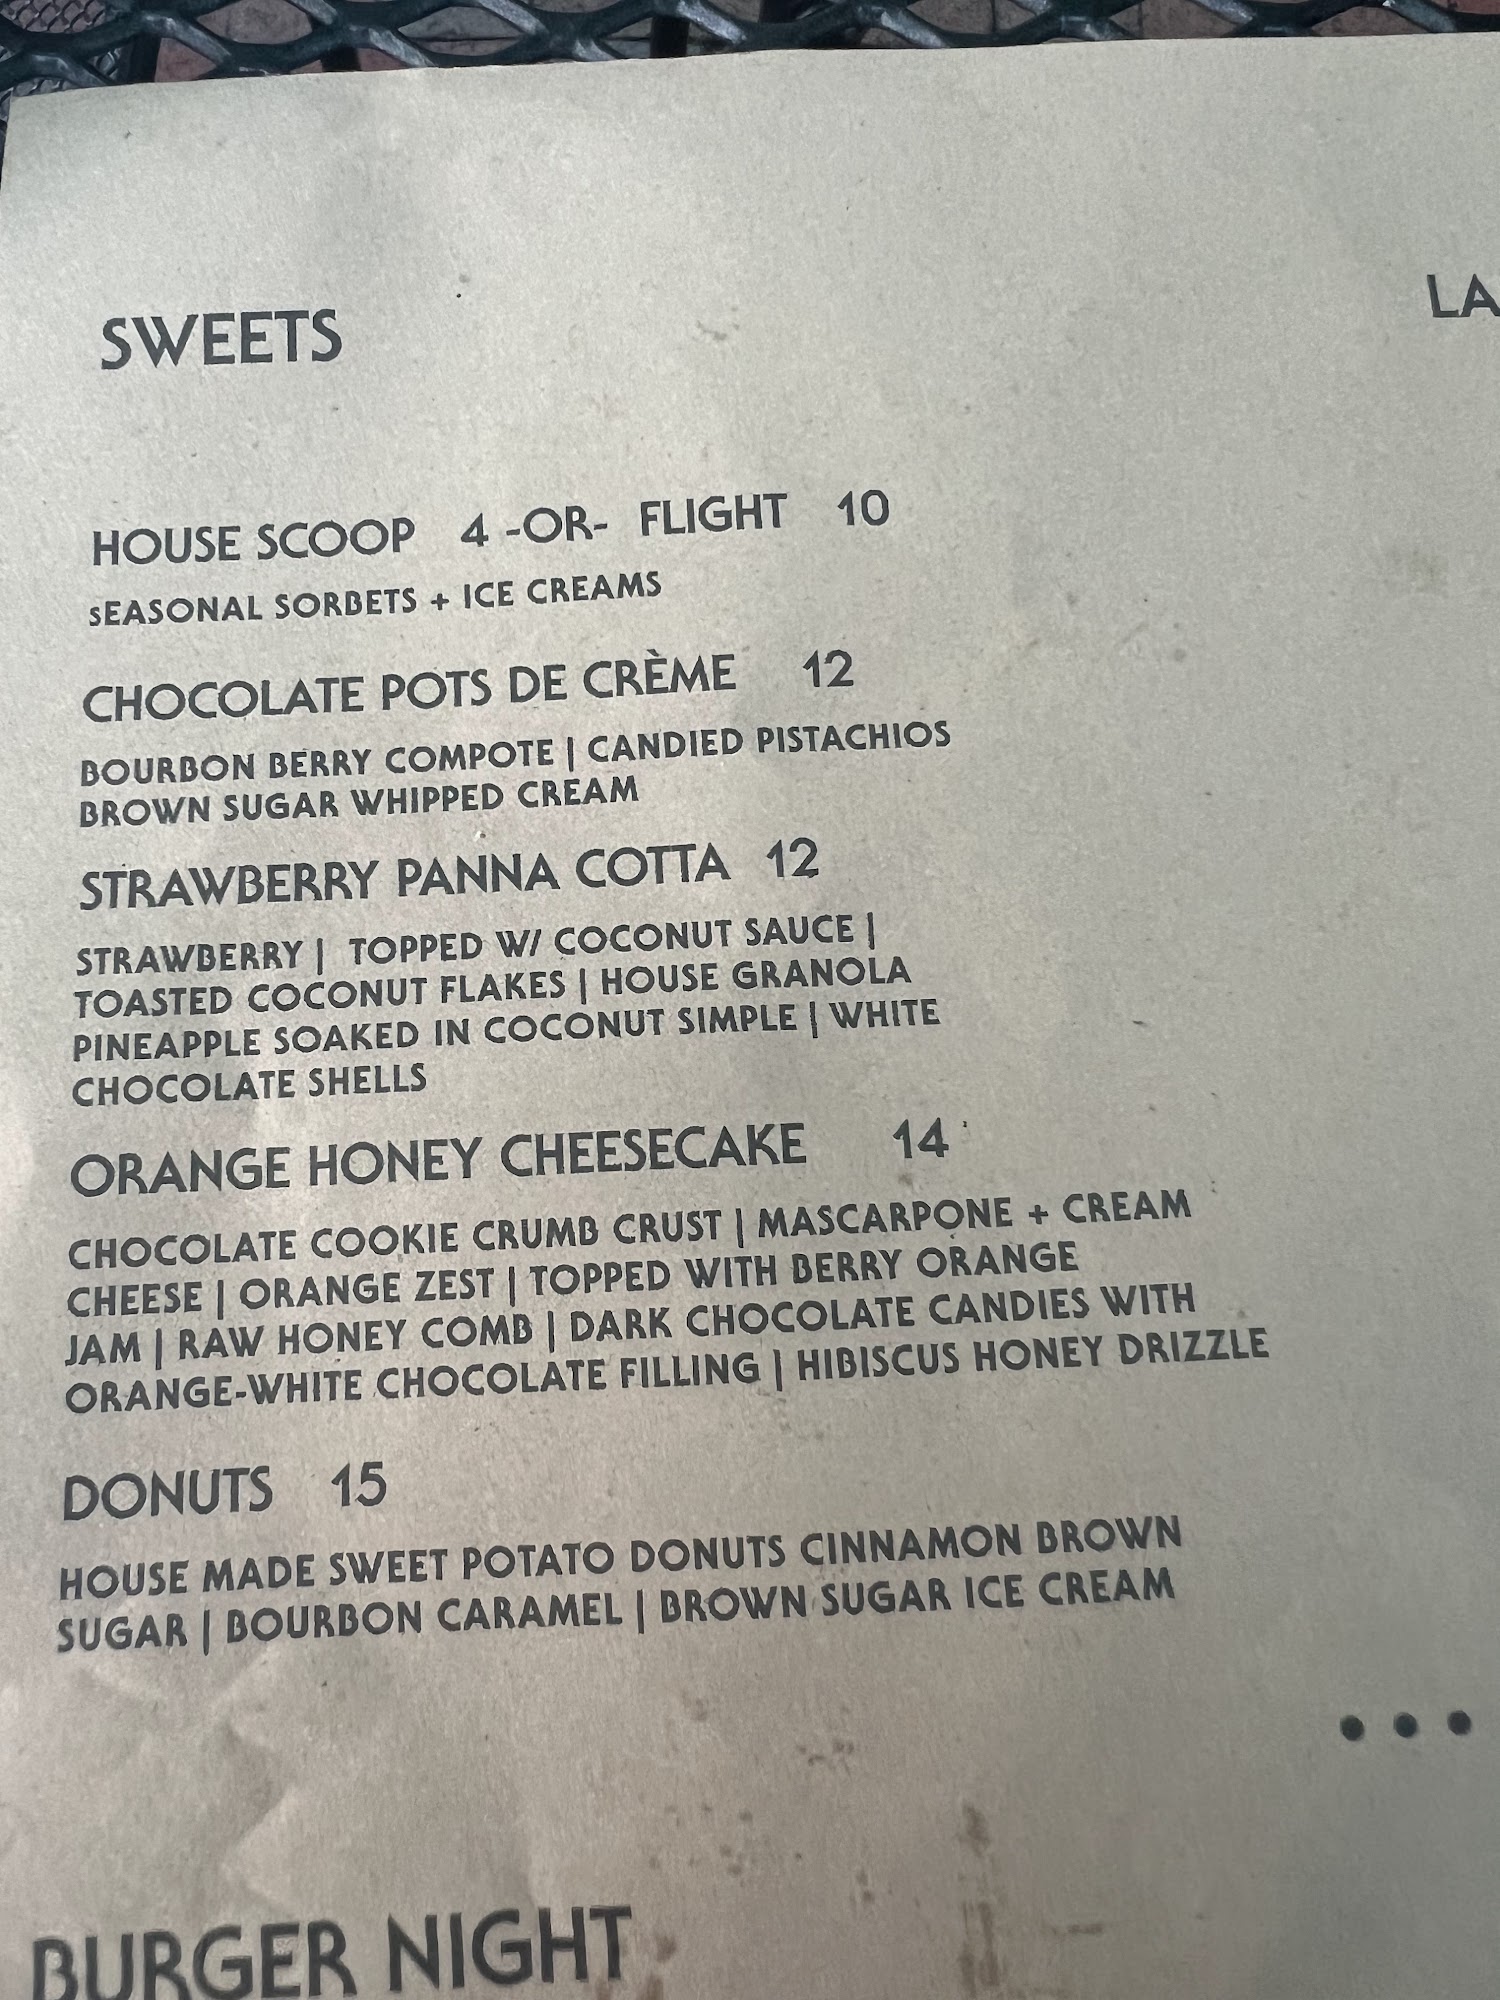 SWEETS
LA
HOUSE SCOOP 4 -OR- FLIGHT 10
SEASONAL SORBETS + ICE CREAMS
CHOCOLATE POTS DE CRÈME 12
BOURBON BERRY COMPOTE | CANDIED PISTACHIOS
BROWN SUGAR WHIPPED CREAM
STRAWBERRY PANNA COTTA 12
STRAWBERRY | TOPPED W/ COCONUT SAUCE |
TOASTED COCONUT FLAKES | HOUSE GRANOLA
PINEAPPLE SOAKED IN COCONUT SIMPLE | WHITE
CHOCOLATE SHELLS
ORANGE HONEY CHEESECAKE 14
CHOCOLATE COOKIE CRUMB CRUST | MASCARPONE + CREAM
CHEESE | ORANGE ZEST | TOPPED WITH BERRY ORANGE
JAM | RAW HONEY COMB | DARK CHOCOLATE CANDIES WITH
ORANGE-WHITE CHOCOLATE FILLING | HIBISCUS HONEY DRIZZLE
DONUTS 15
HOUSE MADE SWEET POTATO DONUTS CINNAMON BROWN
SUGAR | BOURBON CARAMEL | BROWN SUGAR ICE CREAM
• • •
BURGER NIGHT